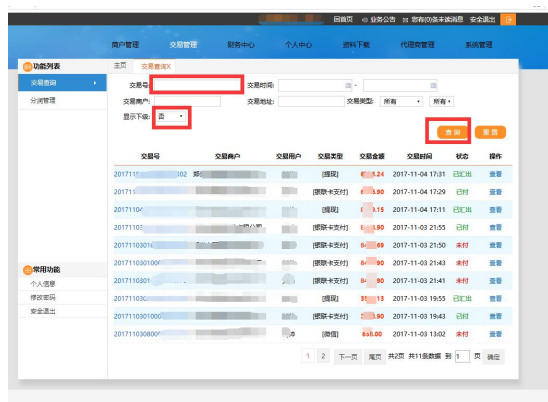 回首页 业务公告 您有(0)条未读消息 安全退出
商户管理 交易管理 财务中心 个人中心 资料下载 代理商管理 系统管理
功能列表 主页 交易查询X
交易查询
分润管理
交易号: 交易时间: -
交易商户: 交易地址: 交易类型: 所有 所有
显示下级: 否
查询 重置
交易号 交易商户 交易用户 交易类型 交易金额 交易时间 状态 操作
[提现] 2017-11-04 17:31 已汇出 查看
[银联卡支付] 2017-11-04 17:29 已付 查看
[提现] 2017-11-04 17:11 已汇出 查看
[银联卡支付] 2017-11-03 21:55 已付 查看
[银联卡支付] 2017-11-03 21:50 未付 查看
[银联卡支付] 2017-11-03 21:43 未付 查看
[银联卡支付] 2017-11-03 21:41 未付 查看
[提现] 2017-11-03 19:55 已汇出 查看
[银联卡支付] 2017-11-03 19:43 已付 查看
[微信] 2017-11-03 13:02 未付 查看
常用功能
个人信息
修改密码
安全退出
1 2 下一页 尾页 共2页 共11条数据 到 1 页 确定